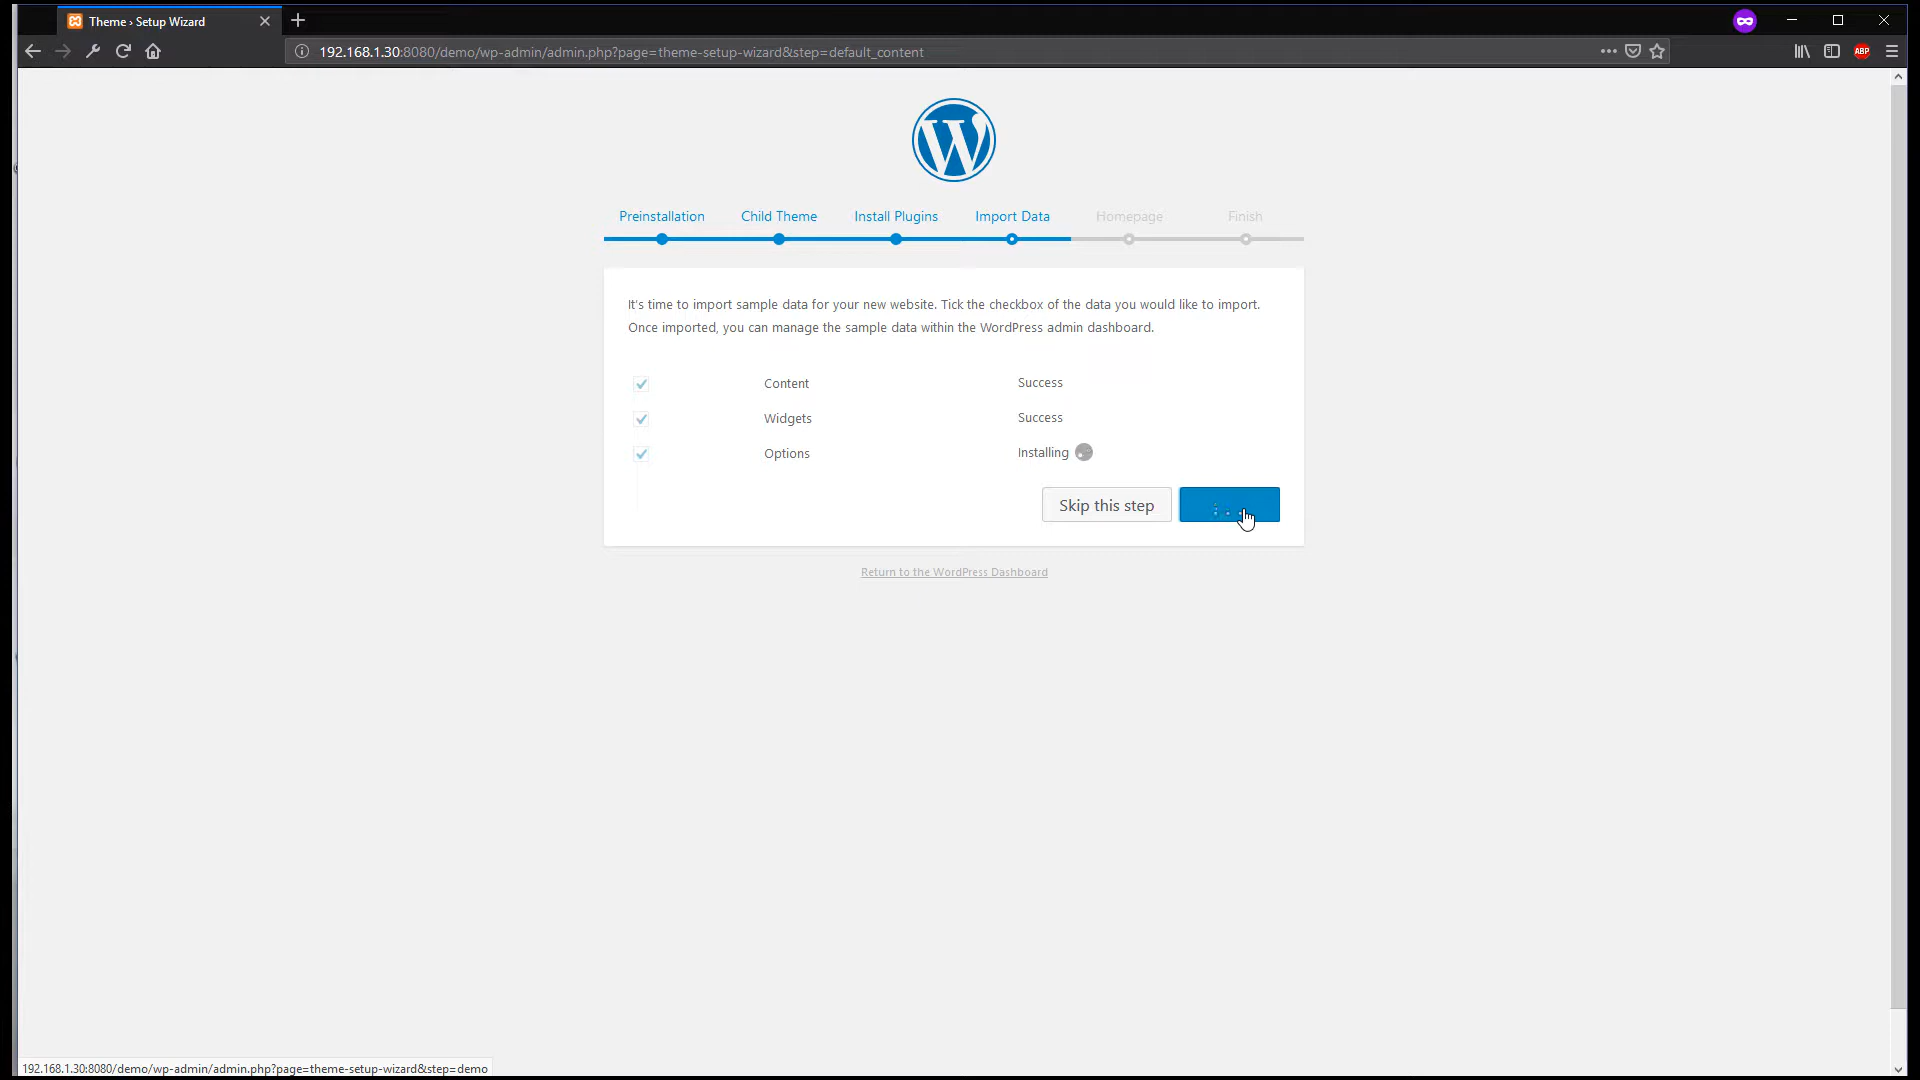 Theme › Setup Wizard
192.168.1.30:8080/demo/wp-admin/admin.php?page=theme-setup-wizard&step=default_content
ABP
W
Preinstallation Child Theme Install Plugins Import Data Homepage Finish
It's time to import sample data for your new website. Tick the checkbox of the data you would like to import.
Once imported, you can manage the sample data within the WordPress admin dashboard.
Content Success
Widgets Success
Options Installing
Skip this step
Return to the WordPress Dashboard
192.168.1.30:8080/demo/wp-admin/admin.php?page=theme-setup-wizard&step=demo